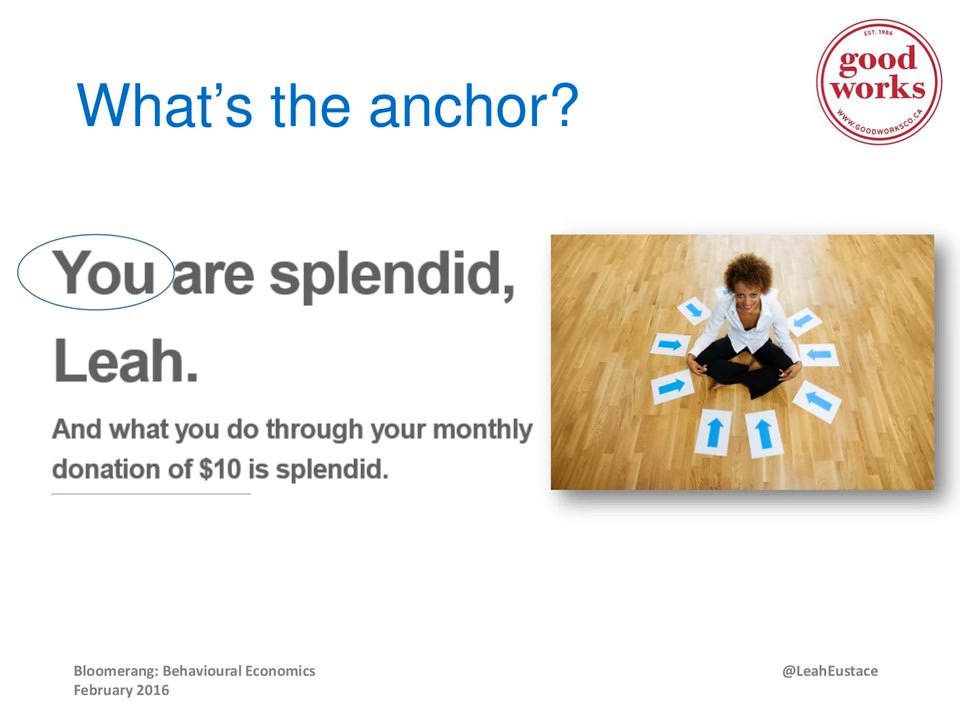 EST. 1986
good
works
WWW.GOODWORKSCO.CA
What's the anchor?
You are splendid,
Leah.
And what you do through your monthly
donation of $10 is splendid.
Bloomerang: Behavioural Economics
February 2016
@LeahEustace